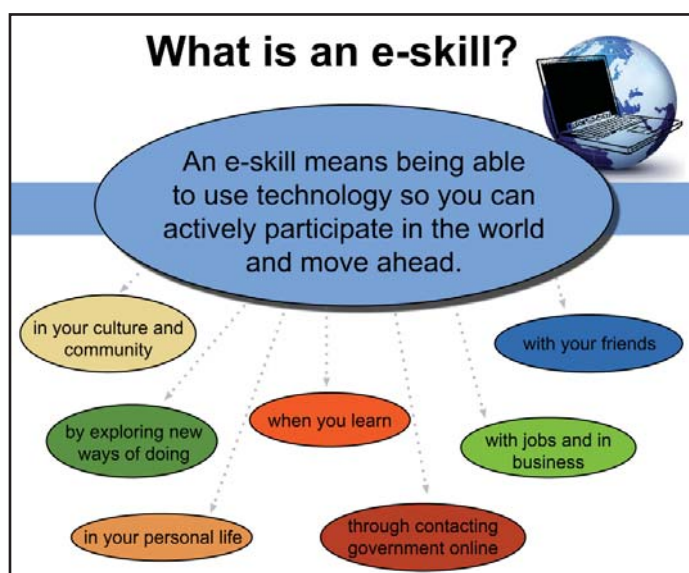 What is an e-skill?
An e-skill means being able
to use technology so you can
actively participate in the world
and move ahead.
in your culture and
community
with your friends
by exploring new
ways of doing
when you learn
with jobs and in
business
in your personal life
through contacting
government online